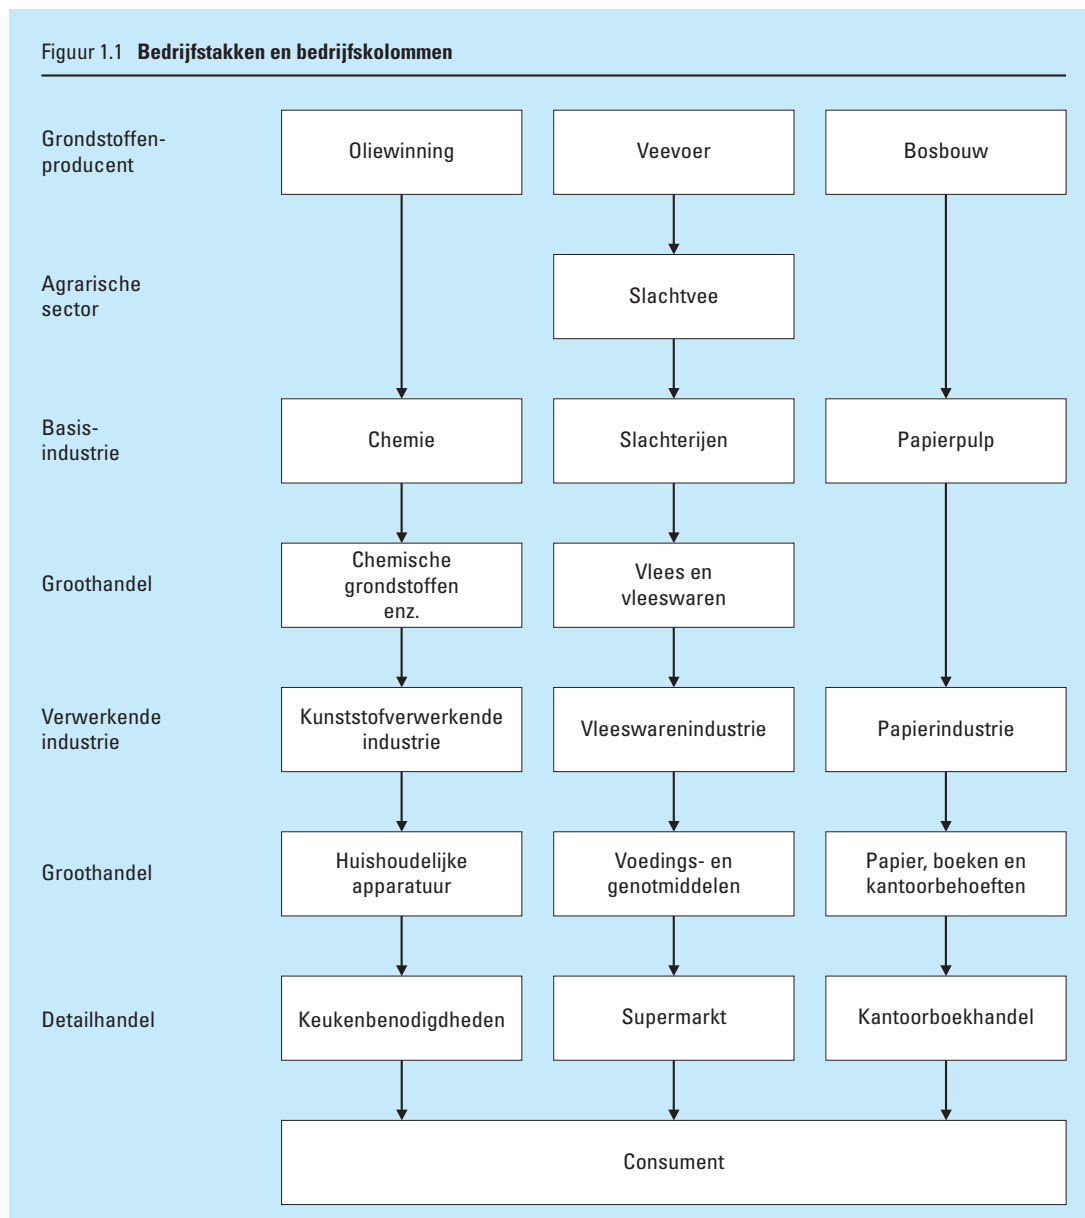 Figuur 1.1 Bedrijfstakken en bedrijfskolommen
Grondstoffen-
producent
Oliewinning
Veevoer
Bosbouw
Agrarische
sector
Slachtvee
Basis-
industrie
Chemie
Slachterijen
Papierpulp
Groothandel
Chemische
grondstoffen
enz.
Vlees en
vleeswaren
Verwerkende
industrie
Kunststofverwerkende
industrie
Vleeswarenindustrie
Papierindustrie
Groothandel
Huishoudelijke
apparatuur
Voedings- en
genotmiddelen
Papier, boeken en
kantoorbehoeften
Detailhandel
Keukenbenodigdheden
Supermarkt
Kantoorboekhandel
Consument